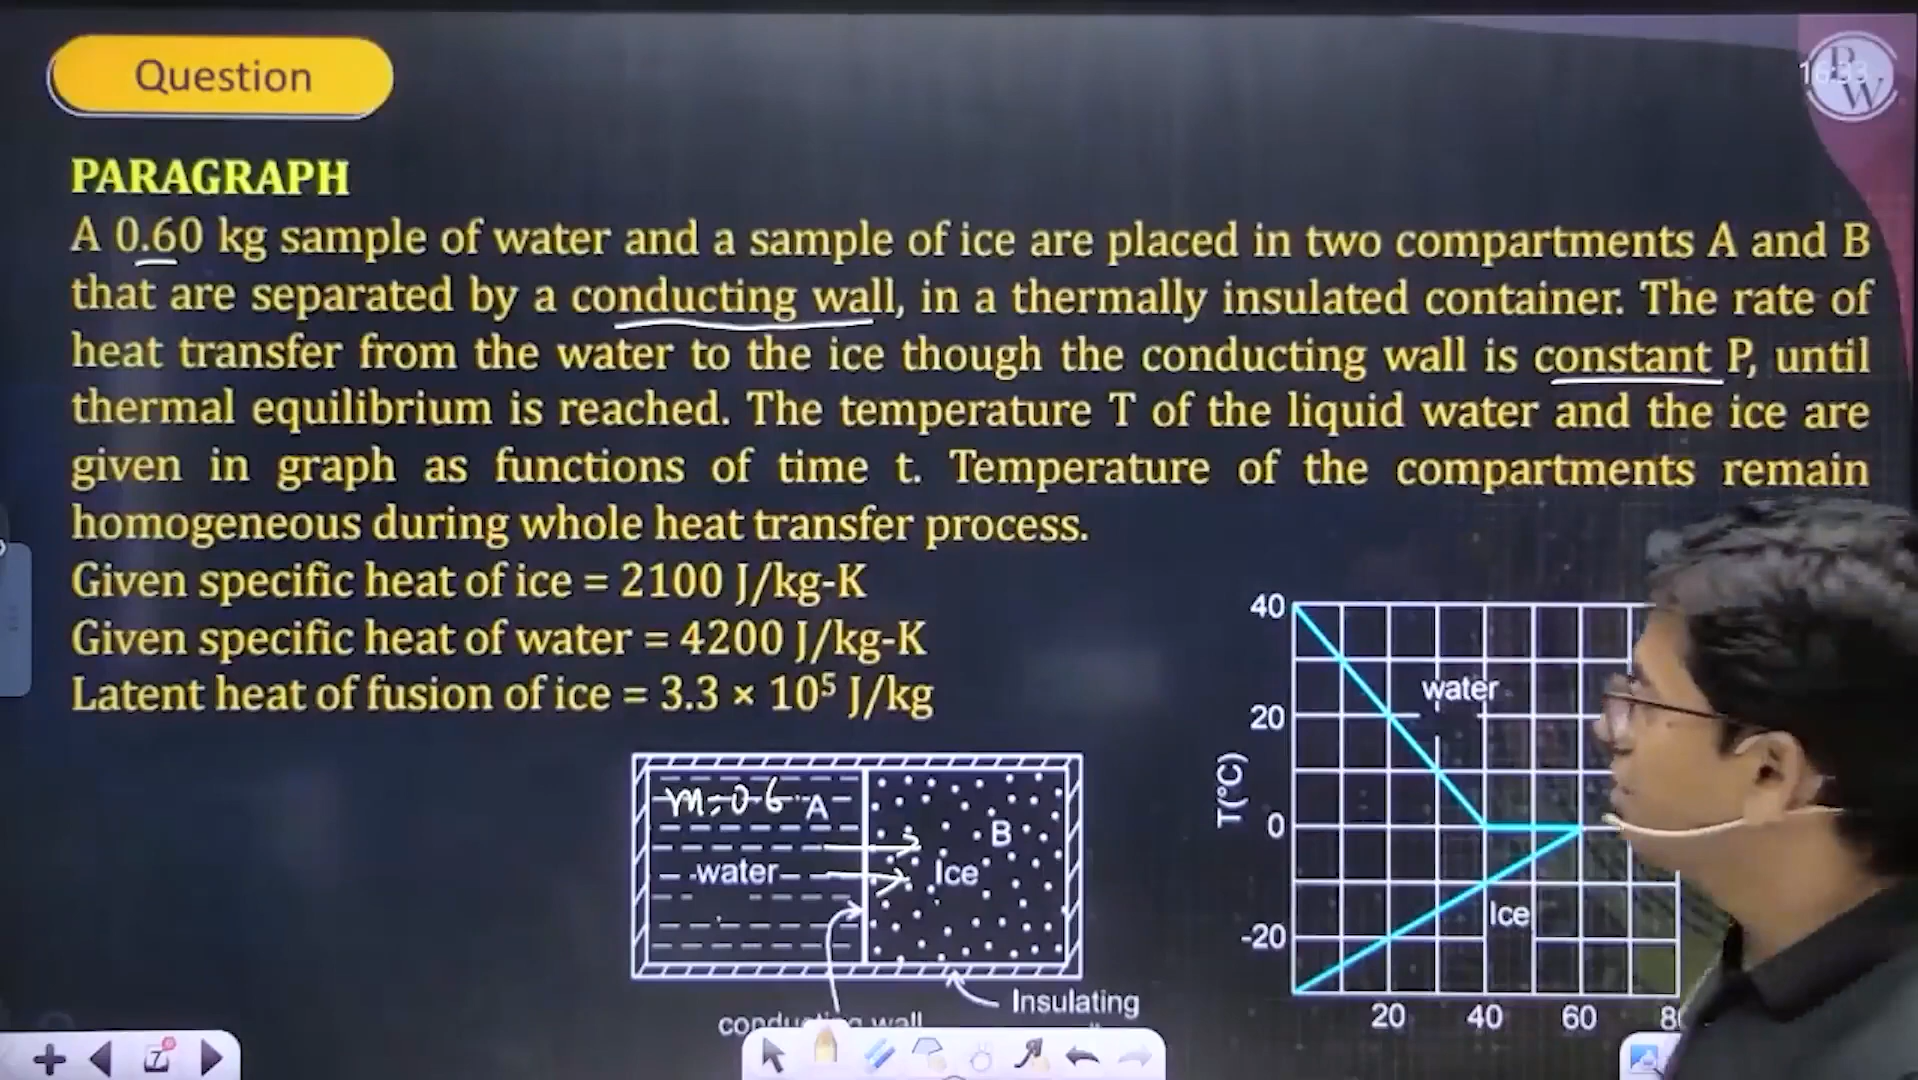 Question
16:33
PW
PARAGRAPH
A 0.60 kg sample of water and a sample of ice are placed in two compartments A and B
that are separated by a conducting wall, in a thermally insulated container. The rate of
heat transfer from the water to the ice though the conducting wall is constant P, until
thermal equilibrium is reached. The temperature T of the liquid water and the ice are
given in graph as functions of time t. Temperature of the compartments remain
homogeneous during whole heat transfer process.
Given specific heat of ice = 2100 J/kg-K
Given specific heat of water = 4200 J/kg-K
Latent heat of fusion of ice = 3.3 × 10⁵ J/kg
m=0.6 A
B
water
Ice
conducting wall
Insulating
40
water
20
T(°C)
0
Ice
-20
20 40 60